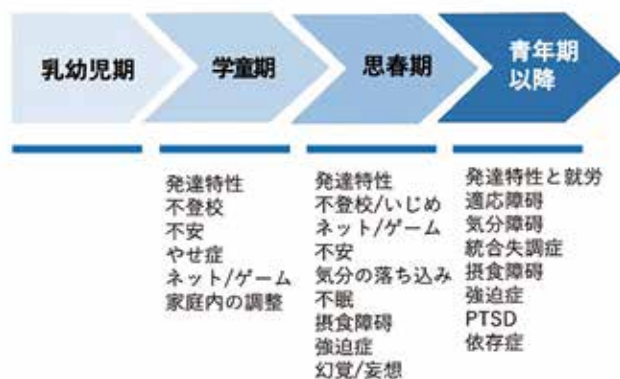 乳幼児期
学童期
思春期
青年期
以降
発達特性
不登校
不安
やせ症
ネット/ゲーム
家庭内の調整
発達特性
不登校/いじめ
ネット/ゲーム
不安
気分の落ち込み
不眠
摂食障碍
強迫症
幻覚/妄想
発達特性と就労
適応障碍
気分障碍
統合失調症
摂食障碍
強迫症
PTSD
依存症